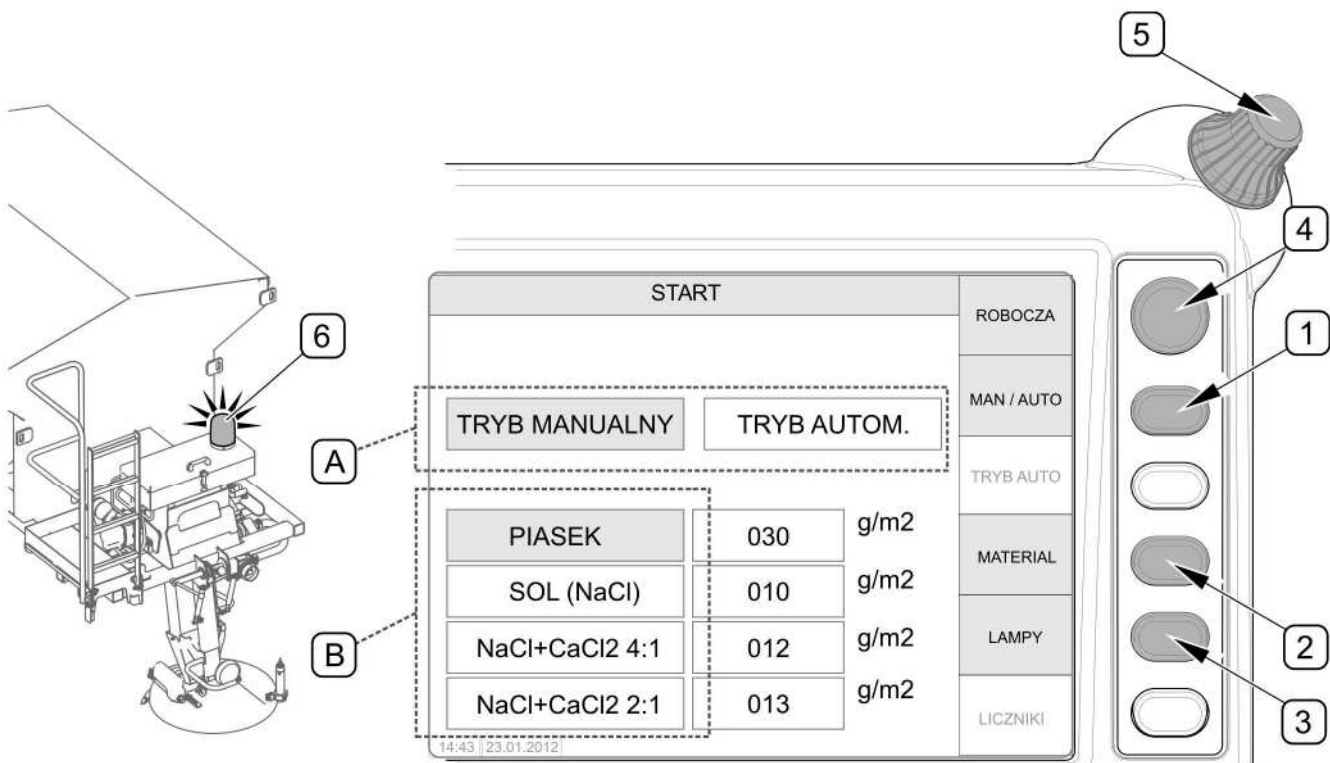 5
4
1
6
START
ROBOCZA
MAN / AUTO
TRYB MANUALNY TRYB AUTOM.
A
TRYB AUTO
PIASEK 030 g/m2
MATERIAL
SOL (NaCl) 010 g/m2
LAMPY
NaCl+CaCl2 4:1 012 g/m2
B
2
NaCl+CaCl2 2:1 013 g/m2
3
LICZNIKI
14:43 23.01.2012